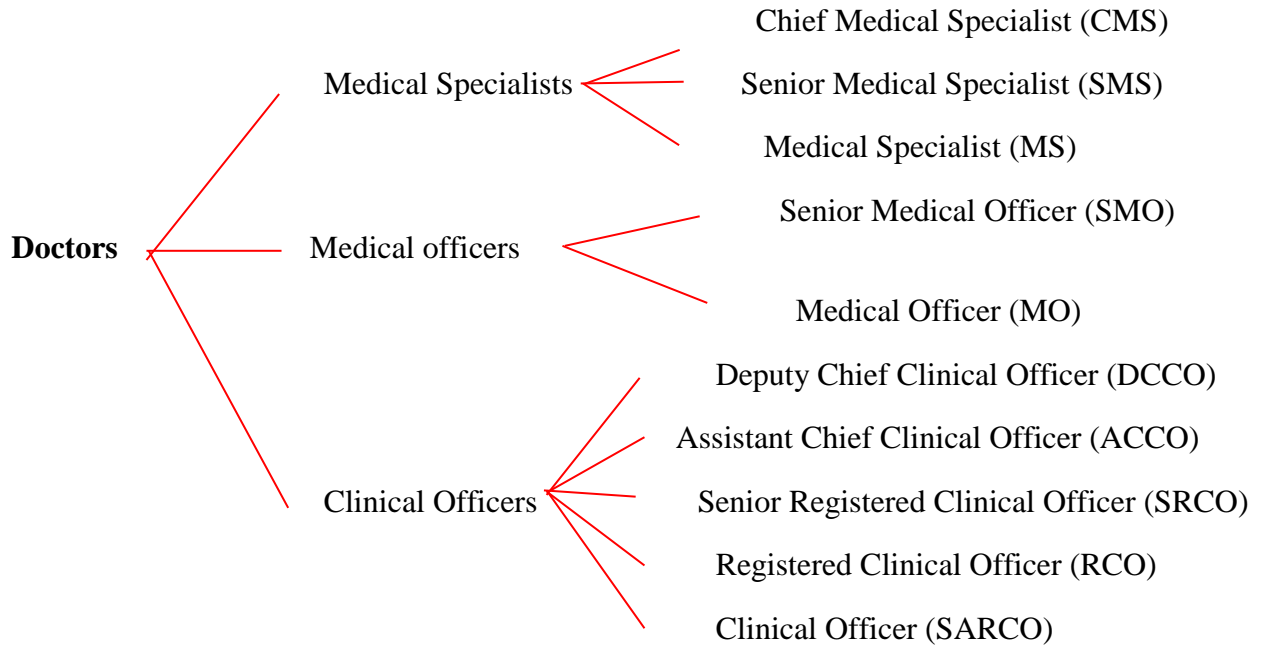 Chief Medical Specialist (CMS)
Medical Specialists
Senior Medical Specialist (SMS)
Medical Specialist (MS)
Senior Medical Officer (SMO)
Doctors
Medical officers
Medical Officer (MO)
Deputy Chief Clinical Officer (DCCO)
Assistant Chief Clinical Officer (ACCO)
Clinical Officers
Senior Registered Clinical Officer (SRCO)
Registered Clinical Officer (RCO)
Clinical Officer (SARCO)